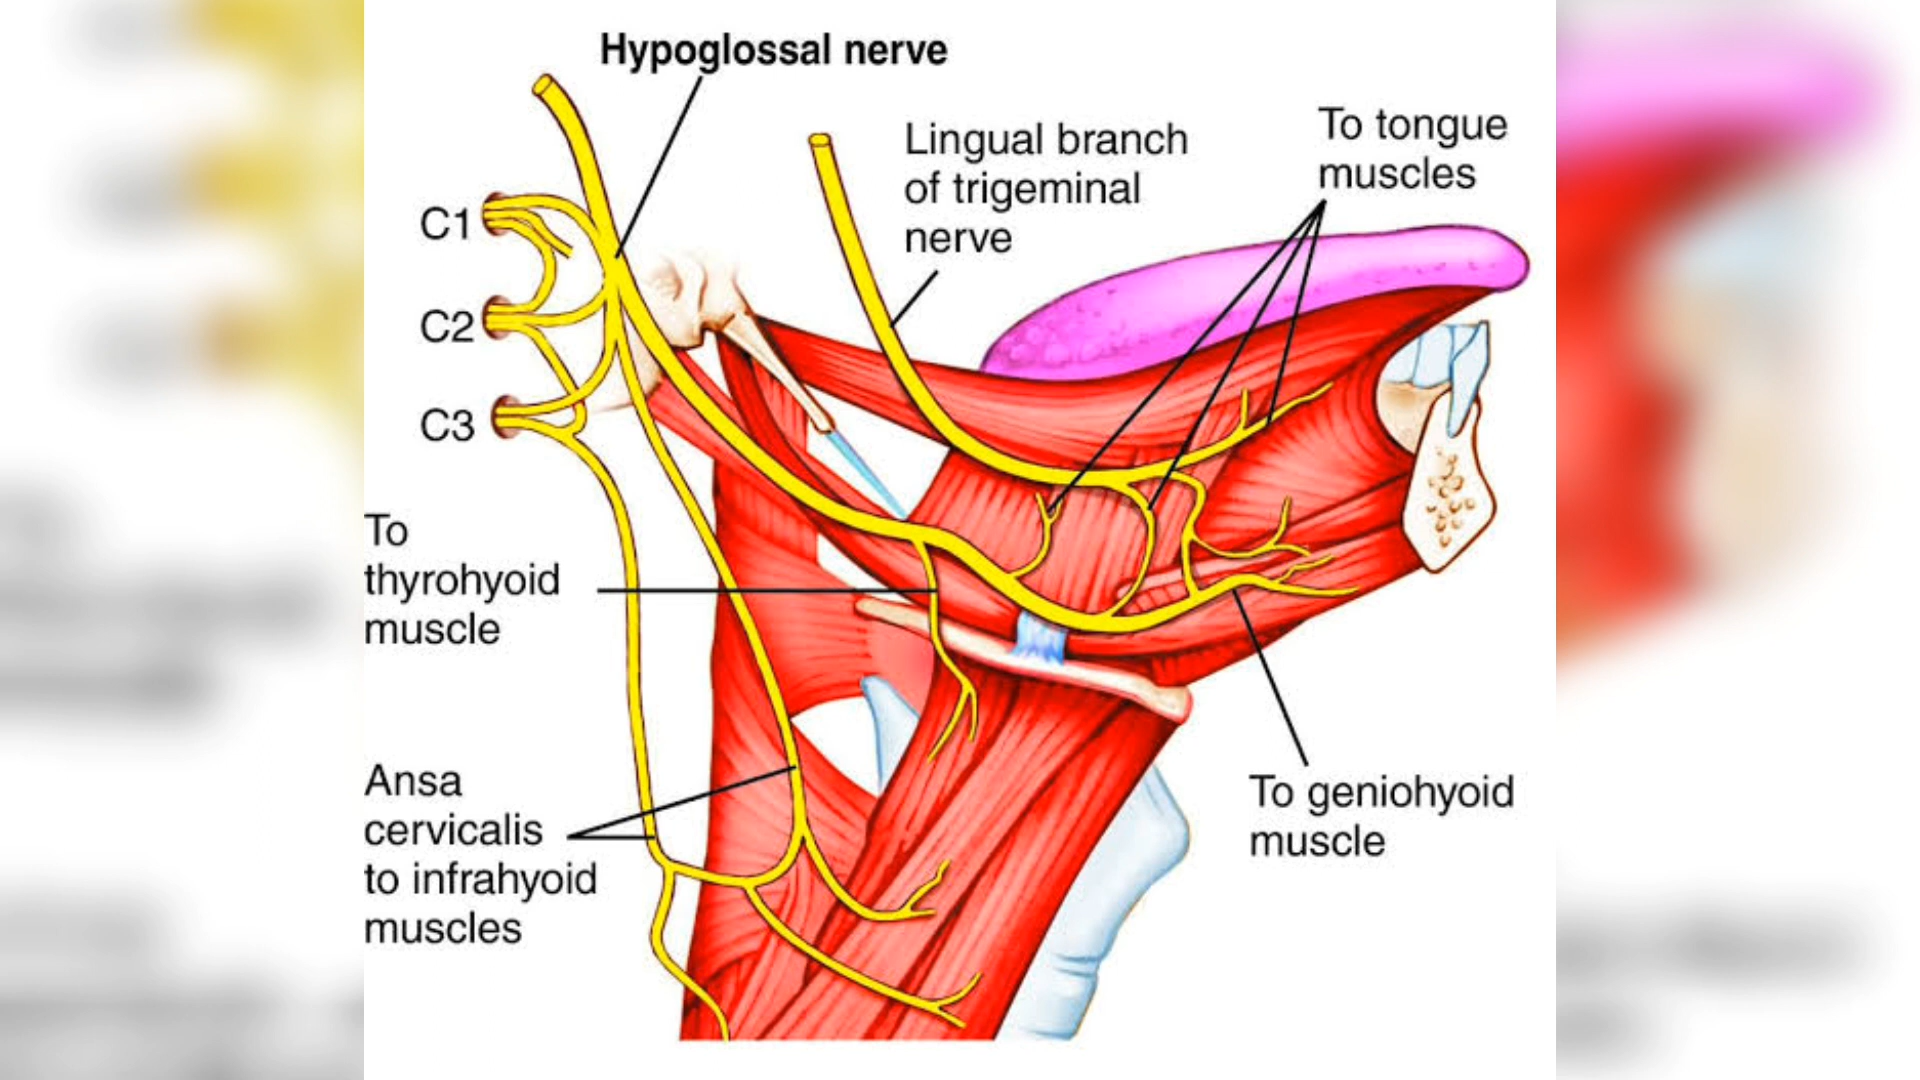 Hypoglossal nerve
Lingual branch
of trigeminal
nerve
To tongue
muscles
C1
C2
C3
To
thyrohyoid
muscle
Ansa
cervicalis
to infrahyoid
muscles
To geniohyoid
muscle